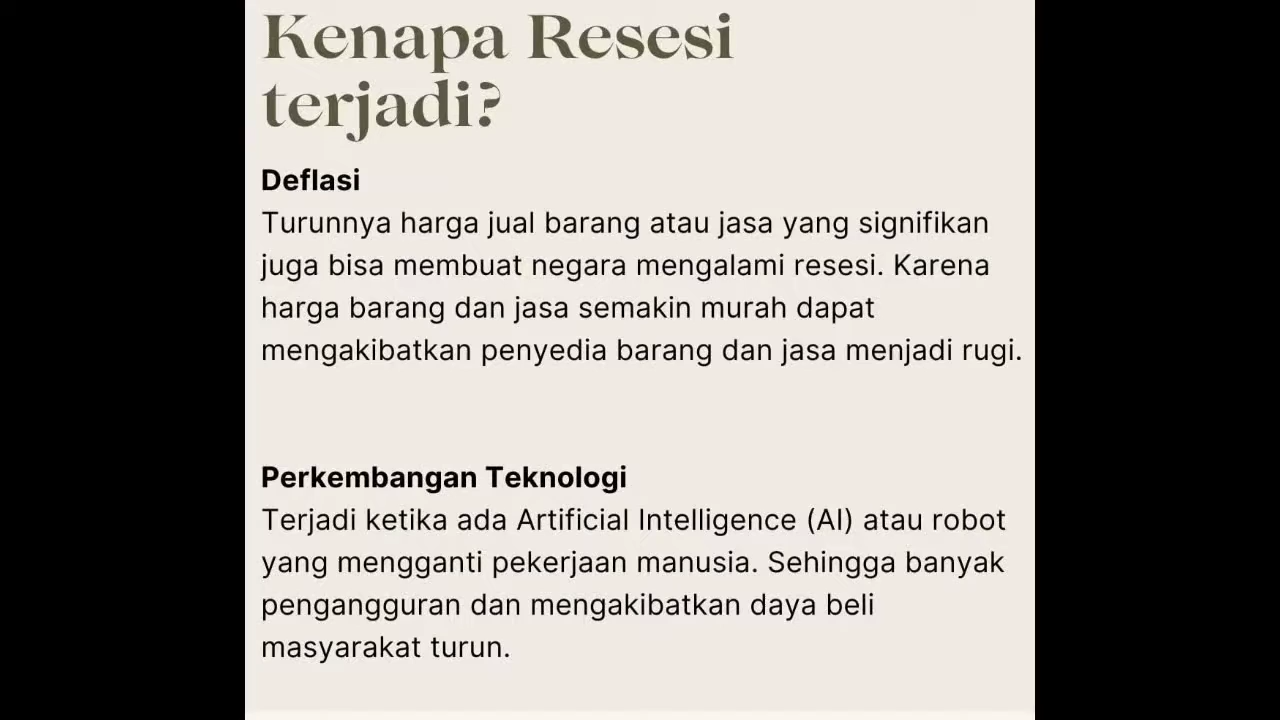 Kenapa Resesi
terjadi?
Deflasi
Turunnya harga jual barang atau jasa yang signifikan
juga bisa membuat negara mengalami resesi. Karena
harga barang dan jasa semakin murah dapat
mengakibatkan penyedia barang dan jasa menjadi rugi.
Perkembangan Teknologi
Terjadi ketika ada Artificial Intelligence (AI) atau robot
yang mengganti pekerjaan manusia. Sehingga banyak
pengangguran dan mengakibatkan daya beli
masyarakat turun.